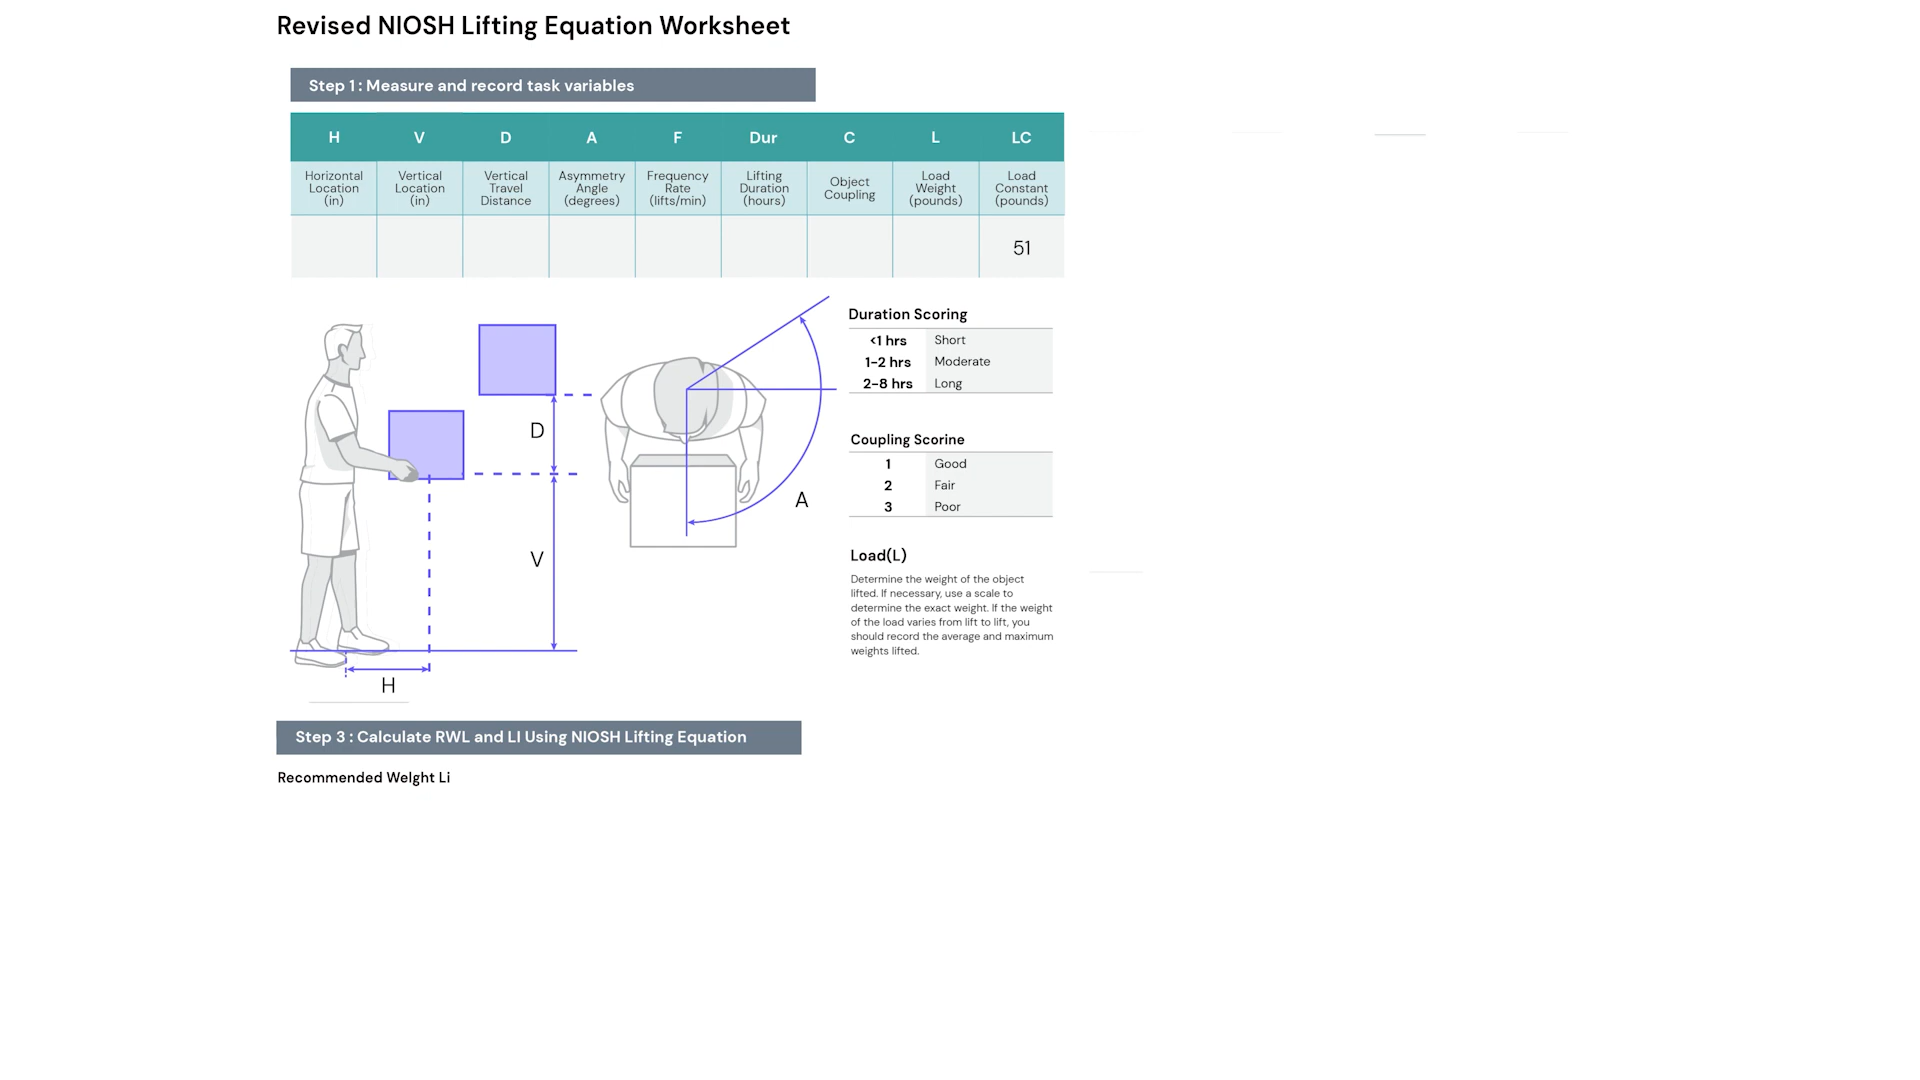 Revised NIOSH Lifting Equation Worksheet
Step 1 : Measure and record task variables
H V D A F Dur C L LC
Horizontal Location (in) Vertical Location (in) Vertical Travel Distance Asymmetry Angle (degrees) Frequency Rate (lifts/min) Lifting Duration (hours) Object Coupling Load Weight (pounds) Load Constant (pounds)
51
D
V
H
A
Duration Scoring
<1 hrs Short
1-2 hrs Moderate
2-8 hrs Long
Coupling Scorine
1 Good
2 Fair
3 Poor
Load(L)
Determine the weight of the object
lifted. If necessary, use a scale to
determine the exact weight. If the weight
of the load varies from lift to lift, you
should record the average and maximum
weights lifted.
Step 3 : Calculate RWL and LI Using NIOSH Lifting Equation
Recommended Welght Li